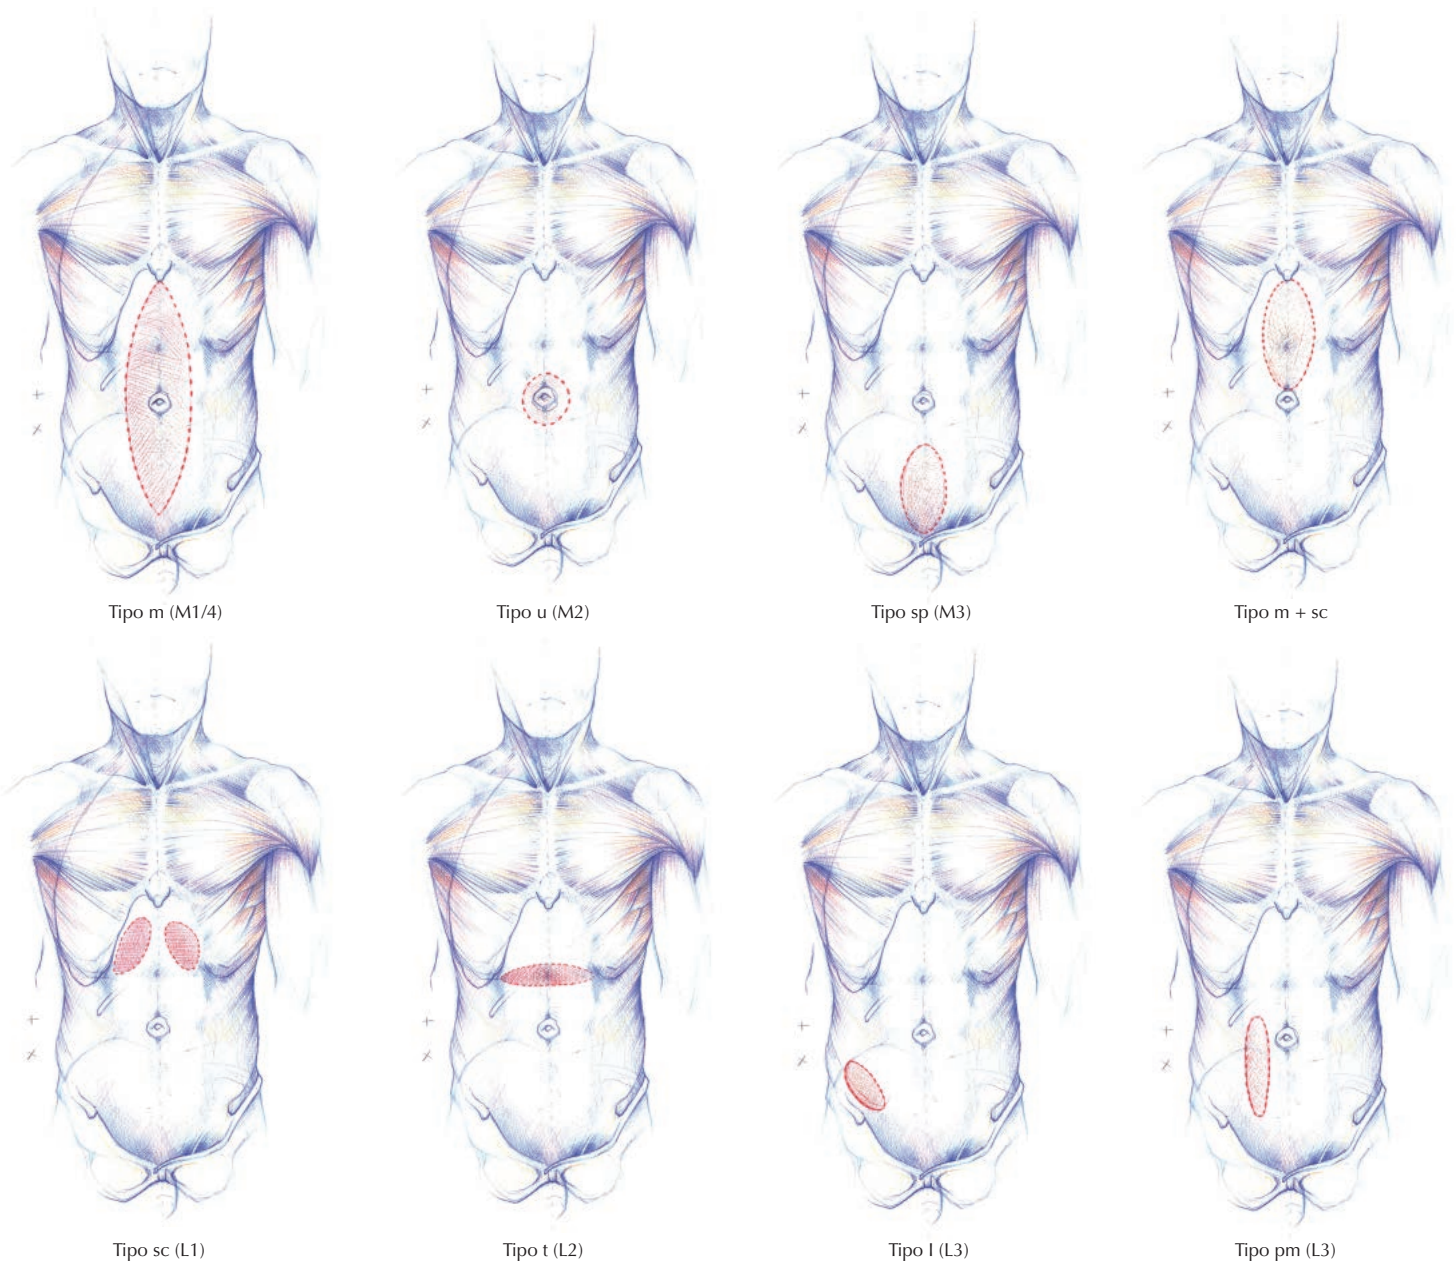 Tipo m (M1/4)
Tipo u (M2)
Tipo sp (M3)
Tipo m + sc
Tipo sc (L1)
Tipo t (L2)
Tipo l (L3)
Tipo pm (L3)